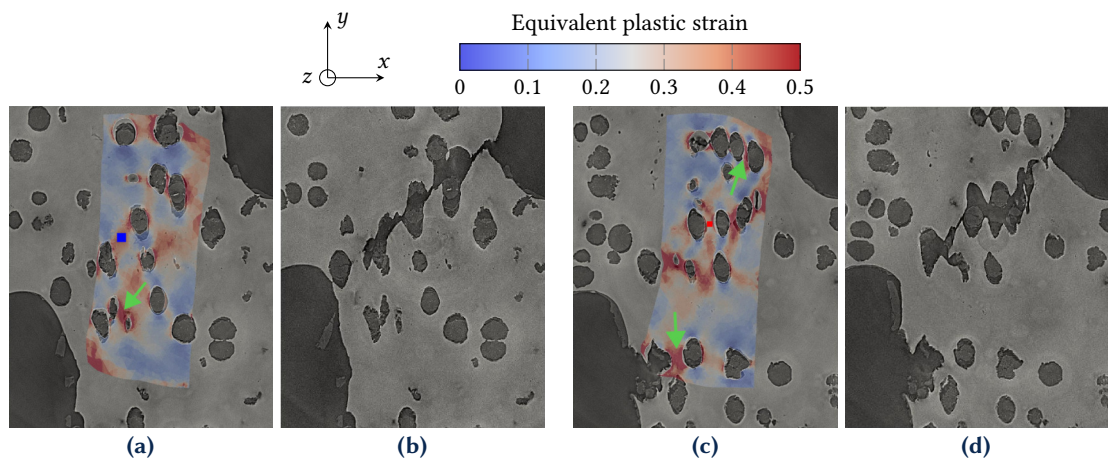 y
x
z
Equivalent plastic strain
0 0.1 0.2 0.3 0.4 0.5
(a) (b) (c) (d)